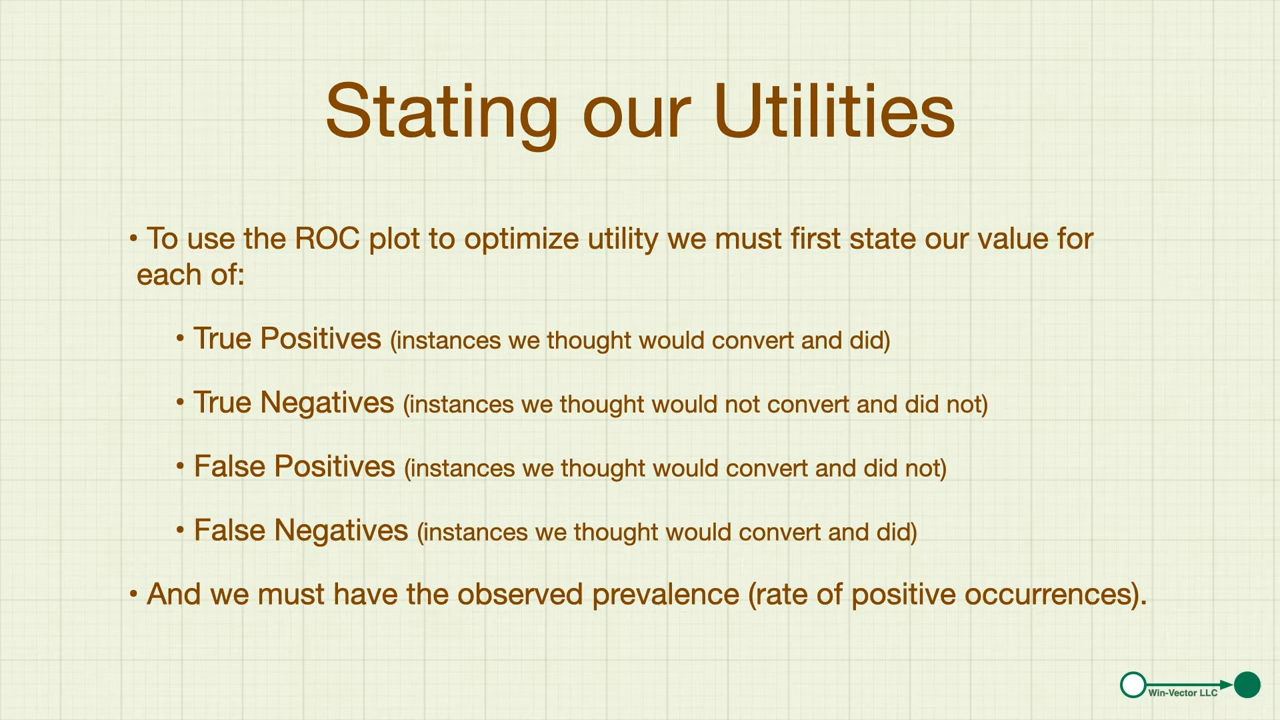 Stating our Utilities
• To use the ROC plot to optimize utility we must first state our value for
each of:
• True Positives (instances we thought would convert and did)
• True Negatives (instances we thought would not convert and did not)
• False Positives (instances we thought would convert and did not)
• False Negatives (instances we thought would convert and did)
• And we must have the observed prevalence (rate of positive occurrences).
Win-Vector LLC